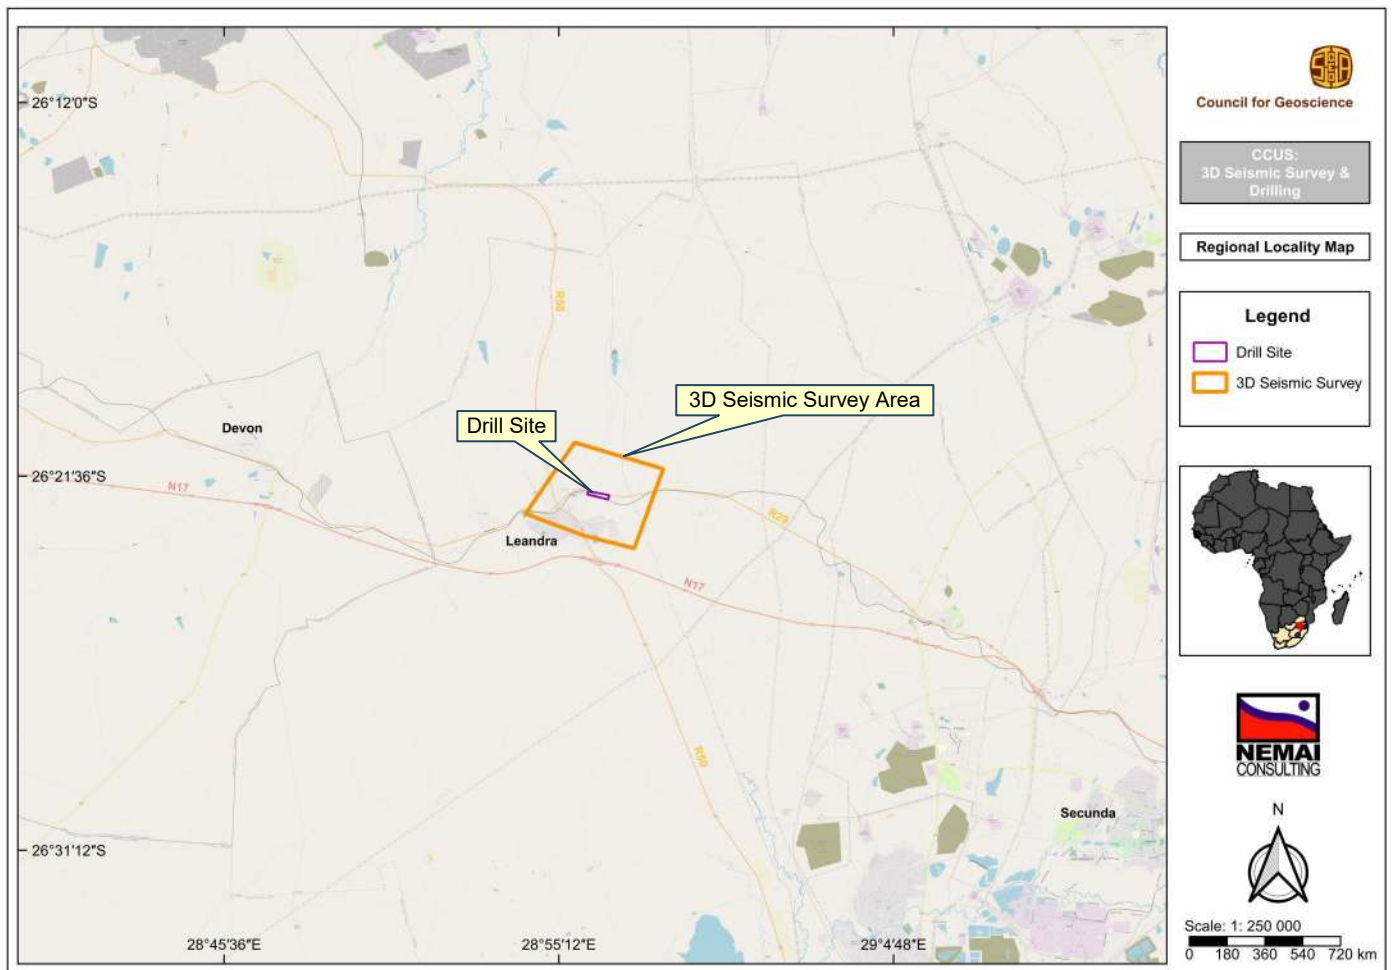 26°12'0"S
26°21'36"S
26°31'12"S
28°45'36"E
28°55'12"E
29°4'48"E
R50
3D Seismic Survey Area
Drill Site
Devon
N17
R29
Leandra
N17
R50
Secunda
Council for Geoscience
CCUS:
3D Seismic Survey &
Drilling
Regional Locality Map
Legend
Drill Site
3D Seismic Survey
NEMAI
CONSULTING
N
Scale: 1: 250 000
0 180 360 540 720 km